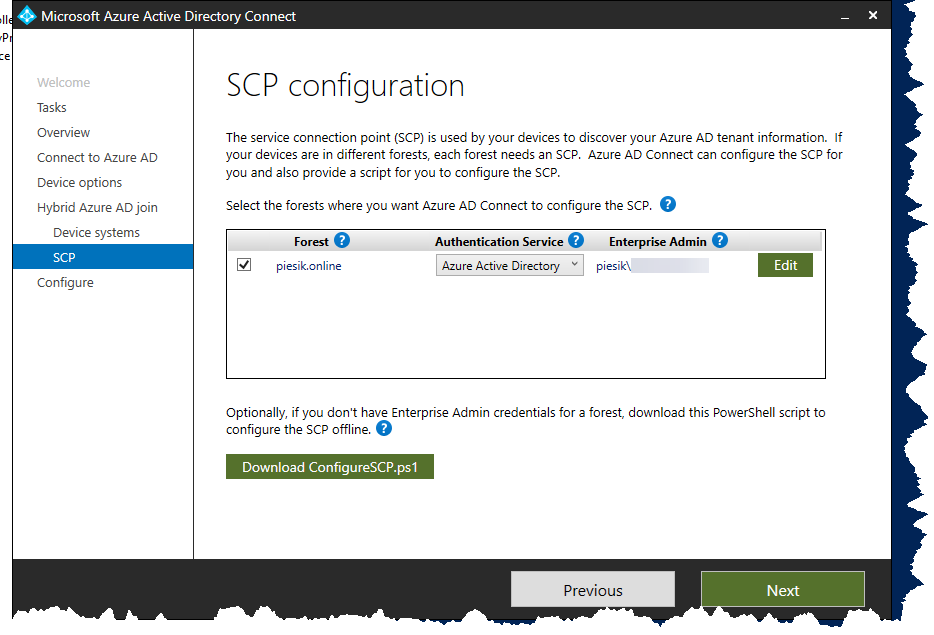 Microsoft Azure Active Directory Connect
Welcome
Tasks
Overview
Connect to Azure AD
Device options
Hybrid Azure AD join
Device systems
SCP
Configure
SCP configuration
The service connection point (SCP) is used by your devices to discover your Azure AD tenant information. If
your devices are in different forests, each forest needs an SCP. Azure AD Connect can configure the SCP for
you and also provide a script for you to configure the SCP.
Select the forests where you want Azure AD Connect to configure the SCP. ?
Forest ? Authentication Service ? Enterprise Admin ?
piesik.online Azure Active Directory piesik\ Edit
Optionally, if you don't have Enterprise Admin credentials for a forest, download this PowerShell script to
configure the SCP offline. ?
Download ConfigureSCP.ps1
Previous Next